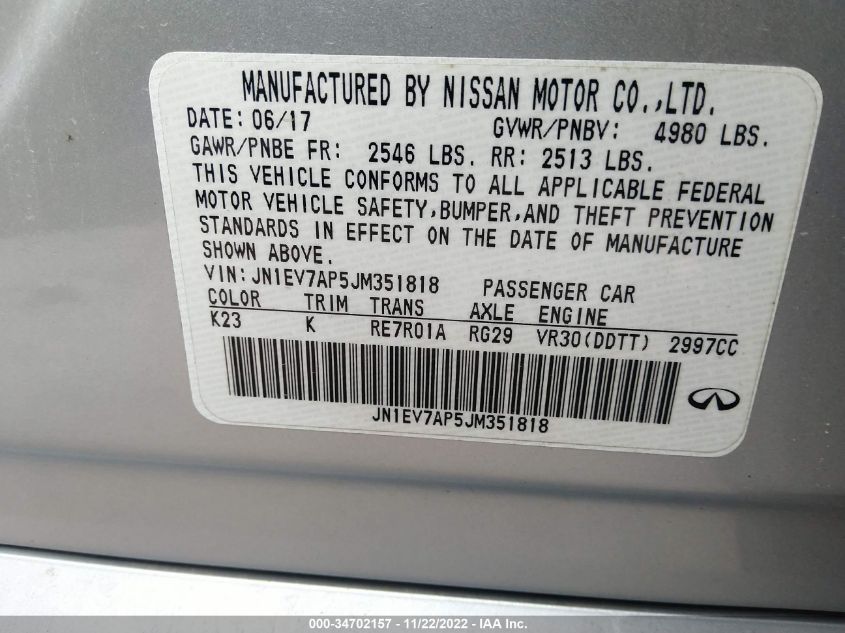 MANUFACTURED BY NISSAN MOTOR CO.,LTD.
DATE: 06/17 GVWR/PNBV: 4980 LBS.
GAWR/PNBE FR: 2546 LBS. RR: 2513 LBS.
THIS VEHICLE CONFORMS TO ALL APPLICABLE FEDERAL
MOTOR VEHICLE SAFETY,BUMPER,AND THEFT PREVENTION
STANDARDS IN EFFECT ON THE DATE OF MANUFACTURE
SHOWN ABOVE.
VIN:JN1EV7AP5JM351818 PASSENGER CAR
COLOR TRIM TRANS AXLE ENGINE
K23 K RE7R01A RG29 VR30(DDTT) 2997CC
JN1EV7AP5JM351818
000-34702157 - 11/22/2022 - IAA Inc.